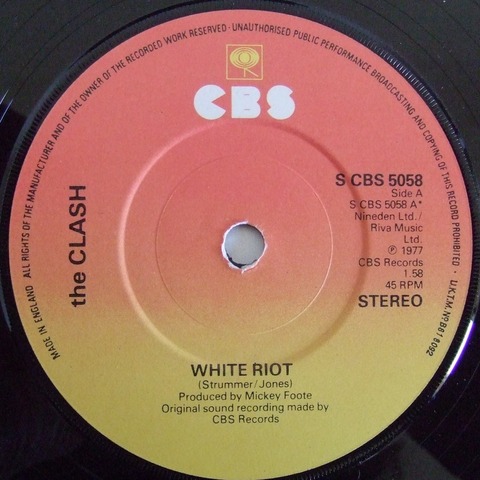 ALL RIGHTS OF THE MANUFACTURER AND OF THE OWNER OF THE RECORDED WORK RESERVED · UNAUTHORISED PUBLIC PERFORMANCE BROADCASTING AND COPYING OF THIS RECORD PROHIBITED · U.K.T.M. Nº B818092
MADE IN ENGLAND
CBS
the CLASH
S CBS 5058
Side A
S CBS 5058 A*
Nineden Ltd./
Riva Music
Ltd.
℗ 1977
CBS Records
1.58
45 RPM
STEREO
WHITE RIOT
(Strummer/Jones)
Produced by Mickey Foote
Original sound recording made by
CBS Records